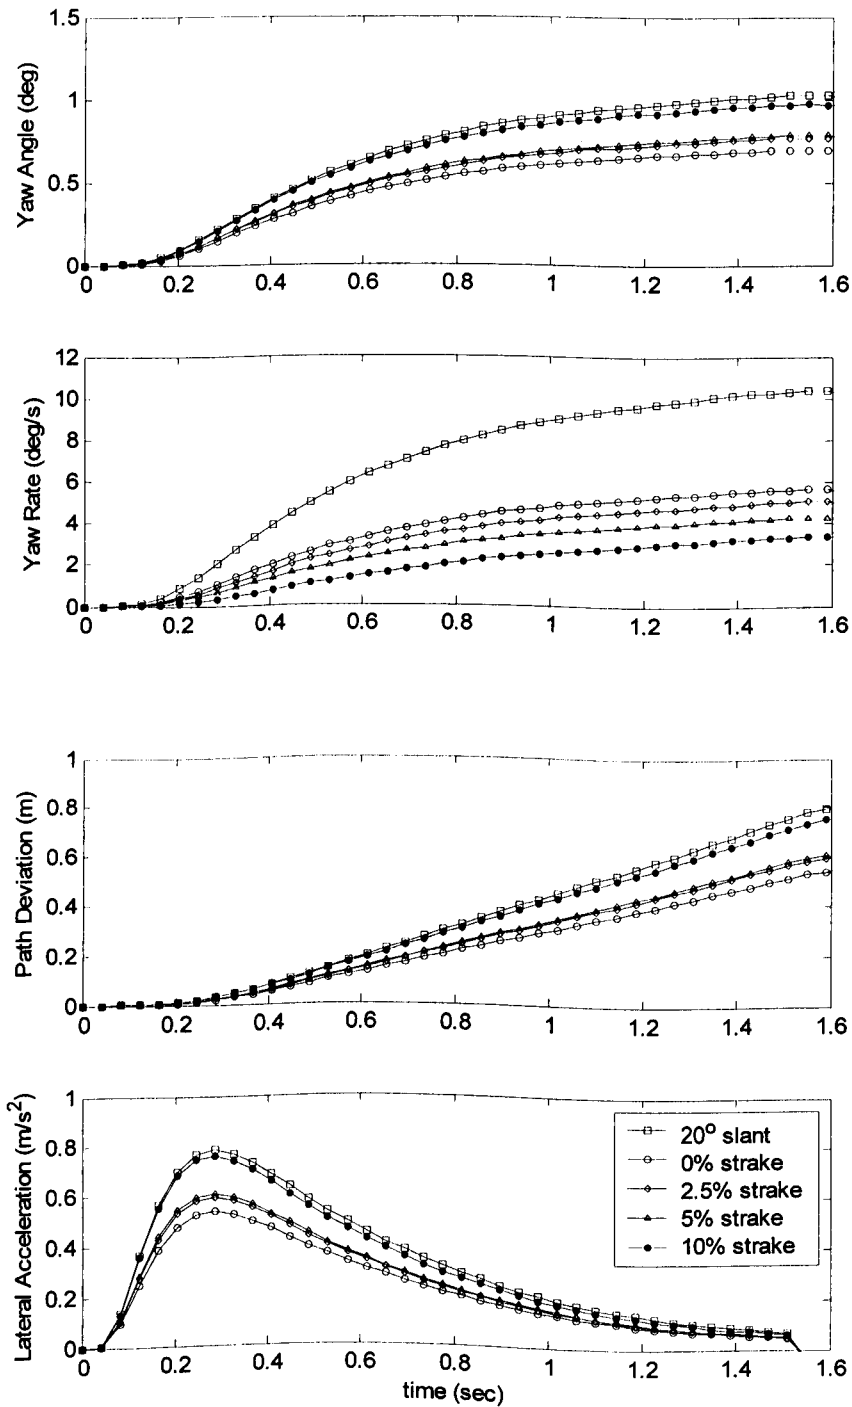 1.5
1
0.5
0
Yaw Angle (deg)
0 0.2 0.4 0.6 0.8 1 1.2 1.4 1.6
12
10
8
6
4
2
0
Yaw Rate (deg/s)
0 0.2 0.4 0.6 0.8 1 1.2 1.4 1.6
1
0.8
0.6
0.4
0.2
0
Path Deviation (m)
0 0.2 0.4 0.6 0.8 1 1.2 1.4 1.6
1
0.8
0.6
0.4
0.2
0
Lateral Acceleration (m/s²)
20° slant
0% strake
2.5% strake
5% strake
10% strake
0 0.2 0.4 0.6 0.8 1 1.2 1.4 1.6
time (sec)